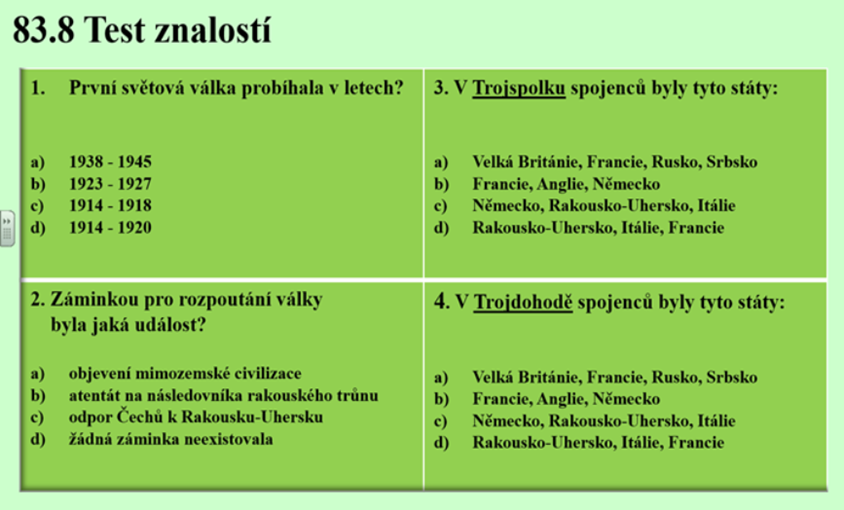 83.8 Test znalostí
1. První světová válka probíhala v letech?
a) 1938 - 1945
b) 1923 - 1927
c) 1914 - 1918
d) 1914 - 1920
2. Záminkou pro rozpoutání války
byla jaká událost?
a) objevení mimozemské civilizace
b) atentát na následovníka rakouského trůnu
c) odpor Čechů k Rakousku-Uhersku
d) žádná záminka neexistovala
3. V Trojspolku spojenců byly tyto státy:
a) Velká Británie, Francie, Rusko, Srbsko
b) Francie, Anglie, Německo
c) Německo, Rakousko-Uhersko, Itálie
d) Rakousko-Uhersko, Itálie, Francie
4. V Trojdohodě spojenců byly tyto státy:
a) Velká Británie, Francie, Rusko, Srbsko
b) Francie, Anglie, Německo
c) Německo, Rakousko-Uhersko, Itálie
d) Rakousko-Uhersko, Itálie, Francie